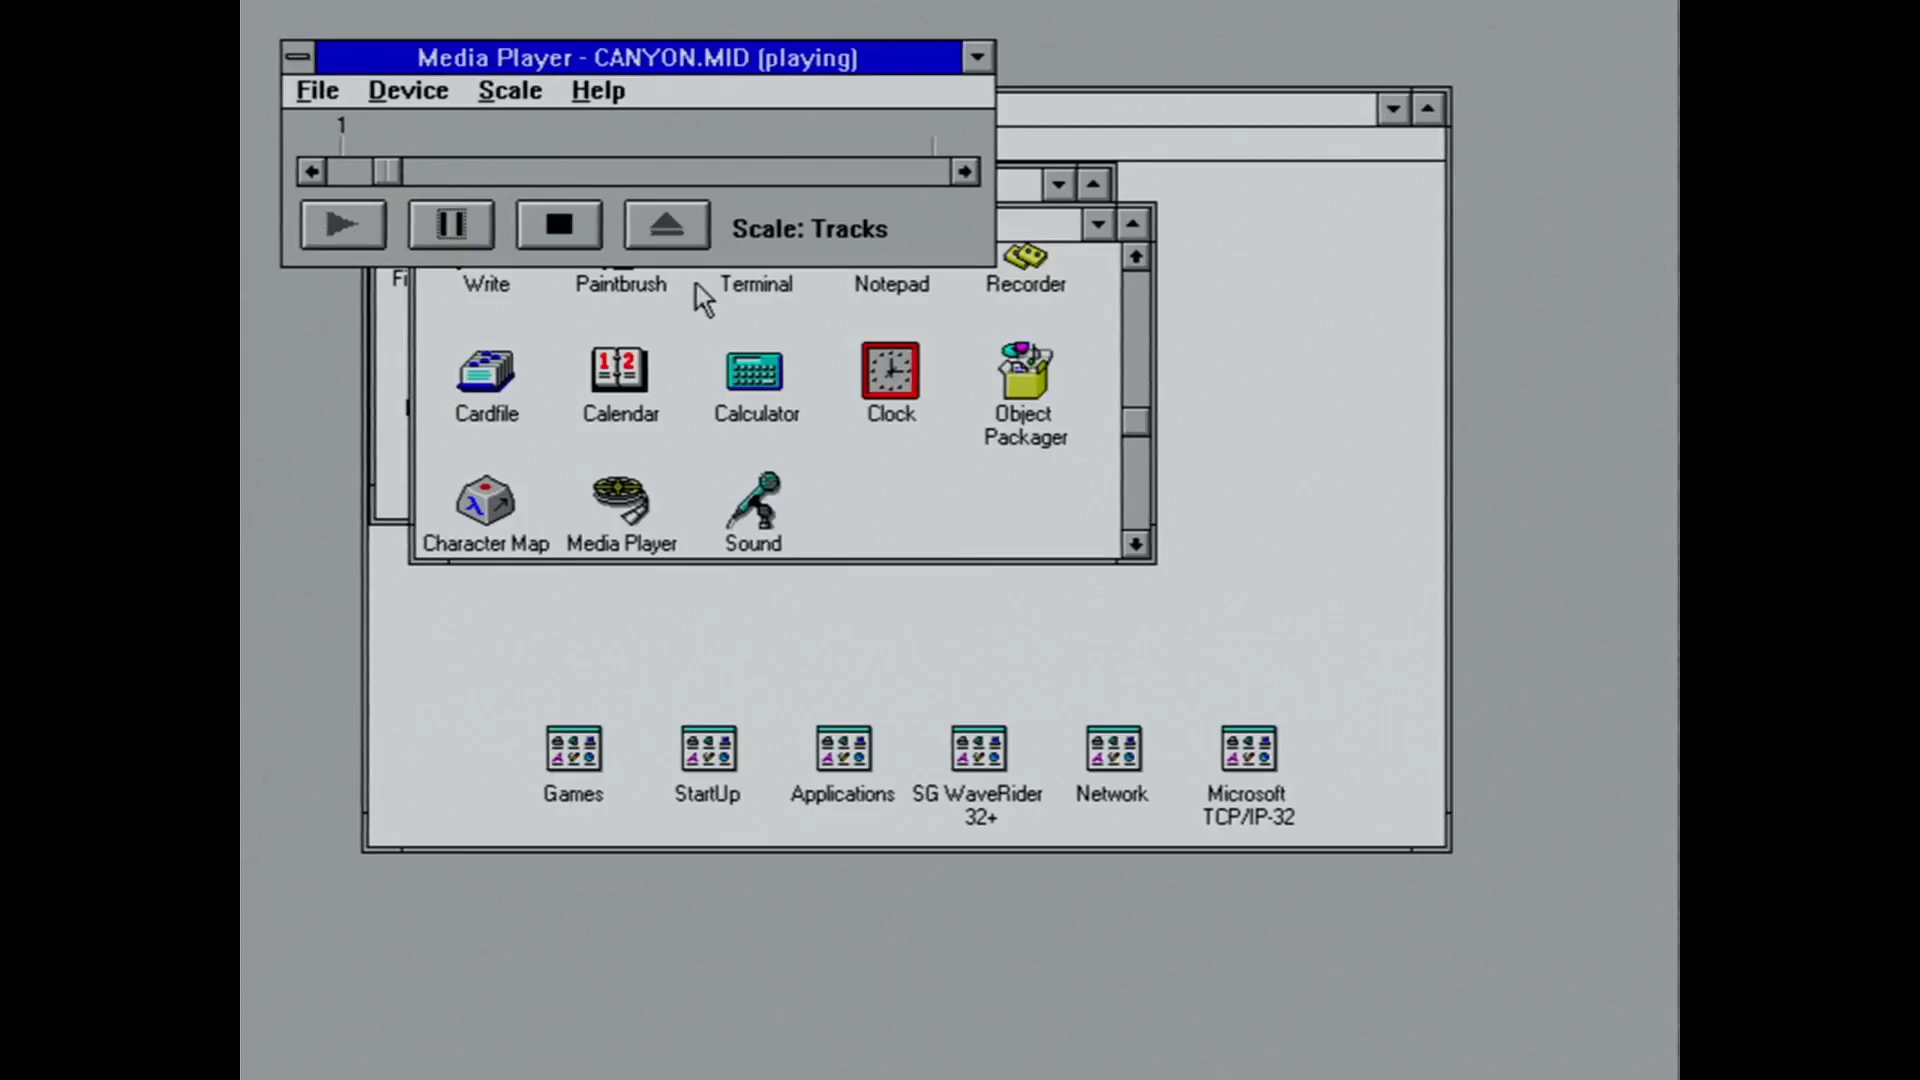 Media Player - CANYON.MID (playing)
File Device Scale Help
1
Scale: Tracks
Fi
Write Paintbrush Terminal Notepad Recorder
Cardfile Calendar Calculator Clock Object
Packager
Character Map Media Player Sound
Games StartUp Applications SG WaveRider Network Microsoft
32+ TCP/IP-32